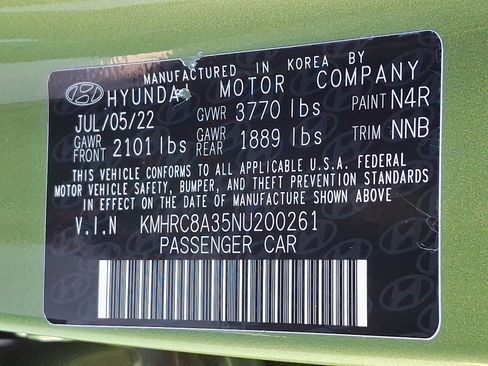 MANUFACTURED IN KOREA BY
HYUNDAI MOTOR COMPANY
JUL/05/22 GVWR 3770 lbs PAINT N4R
GAWR FRONT 2101 lbs GAWR REAR 1889 lbs TRIM NNB
THIS VEHICLE CONFORMS TO ALL APPLICABLE U.S.A. FEDERAL
MOTOR VEHICLE SAFETY, BUMPER, AND THEFT PREVENTION STANDARDS
IN EFFECT ON THE DATE OF MANUFACTURE SHOWN ABOVE
V.I.N KMHRC8A35NU200261
PASSENGER CAR